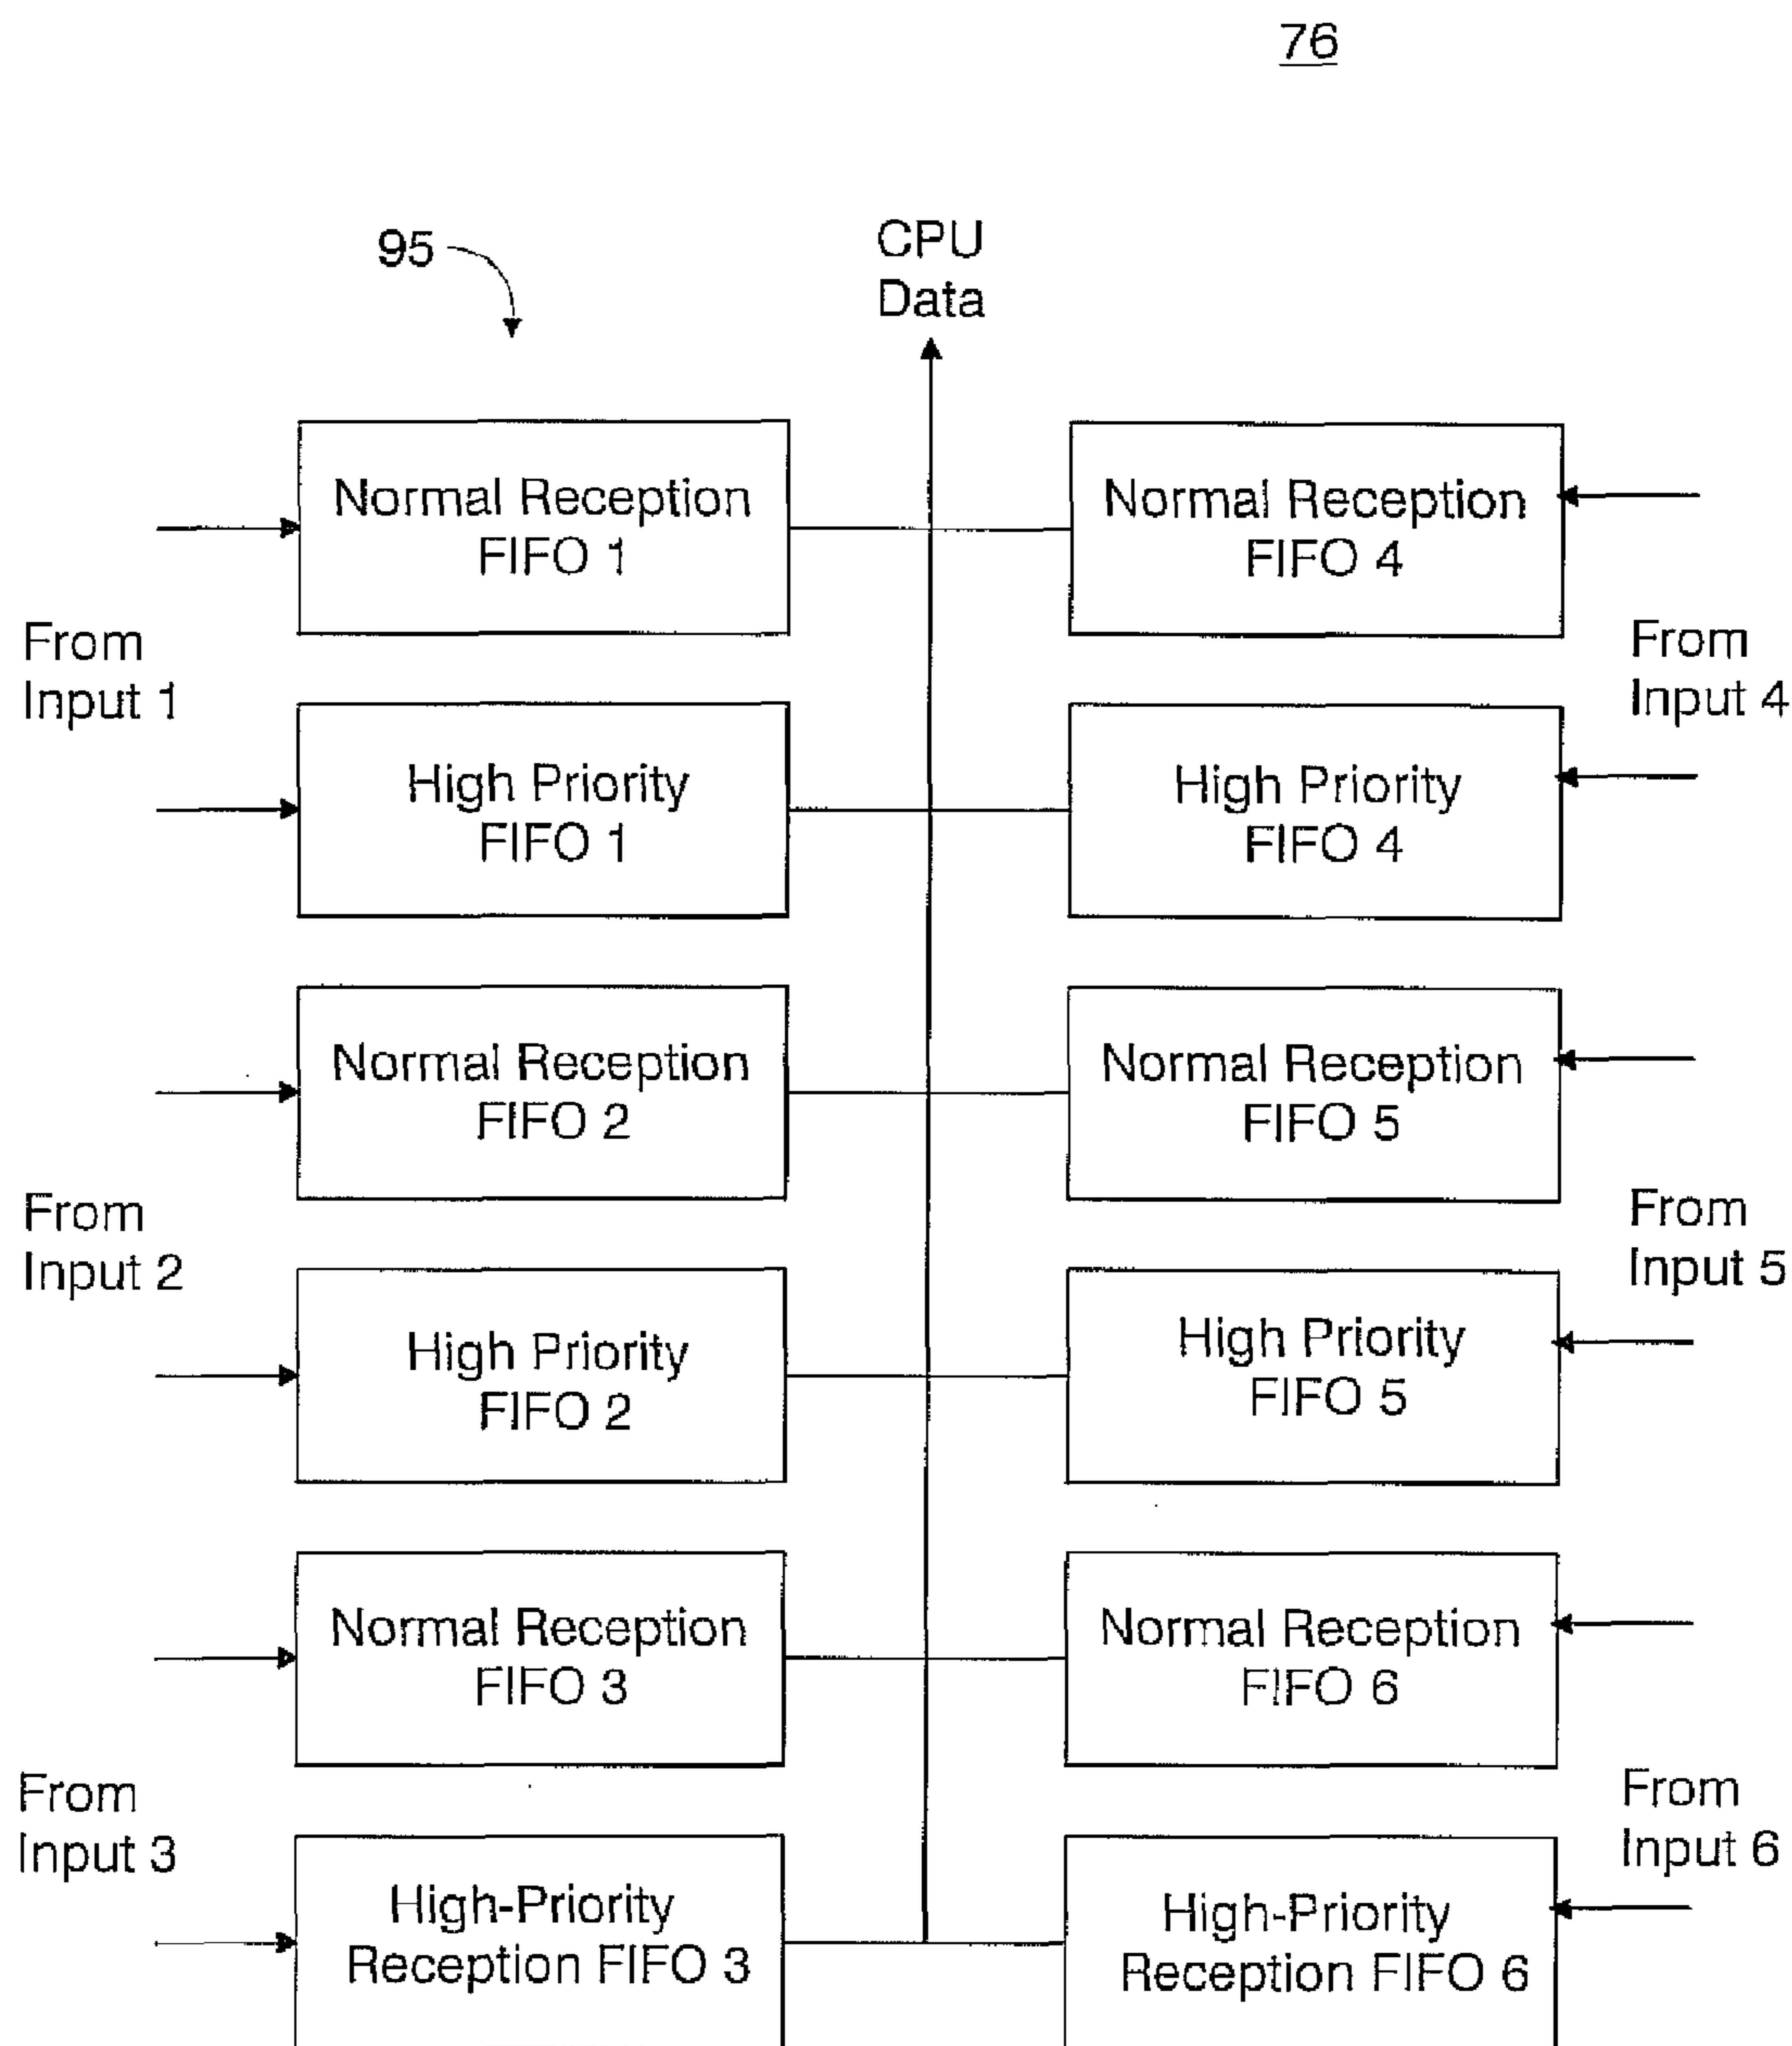 76
95
CPU
Data
Normal Reception
FIFO 1
Normal Reception
FIFO 4
From
Input 1
From
Input 4
High Priority
FIFO 1
High Priority
FIFO 4
Normal Reception
FIFO 2
Normal Reception
FIFO 5
From
Input 2
From
Input 5
High Priority
FIFO 2
High Priority
FIFO 5
Normal Reception
FIFO 3
Normal Reception
FIFO 6
From
Input 3
From
Input 6
High-Priority
Reception FIFO 3
High-Priority
Reception FIFO 6